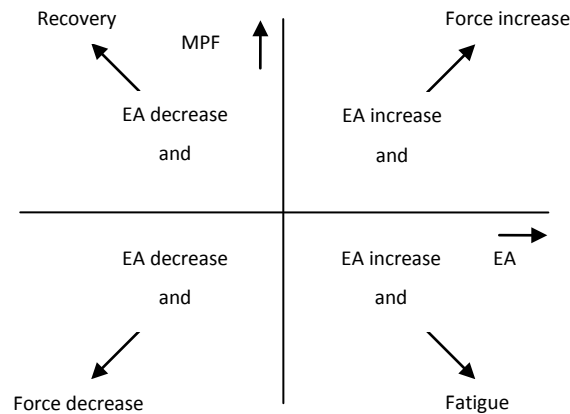 Recovery
MPF
Force increase
EA decrease
and
EA increase
and
EA decrease
and
EA increase
and
EA
Force decrease
Fatigue